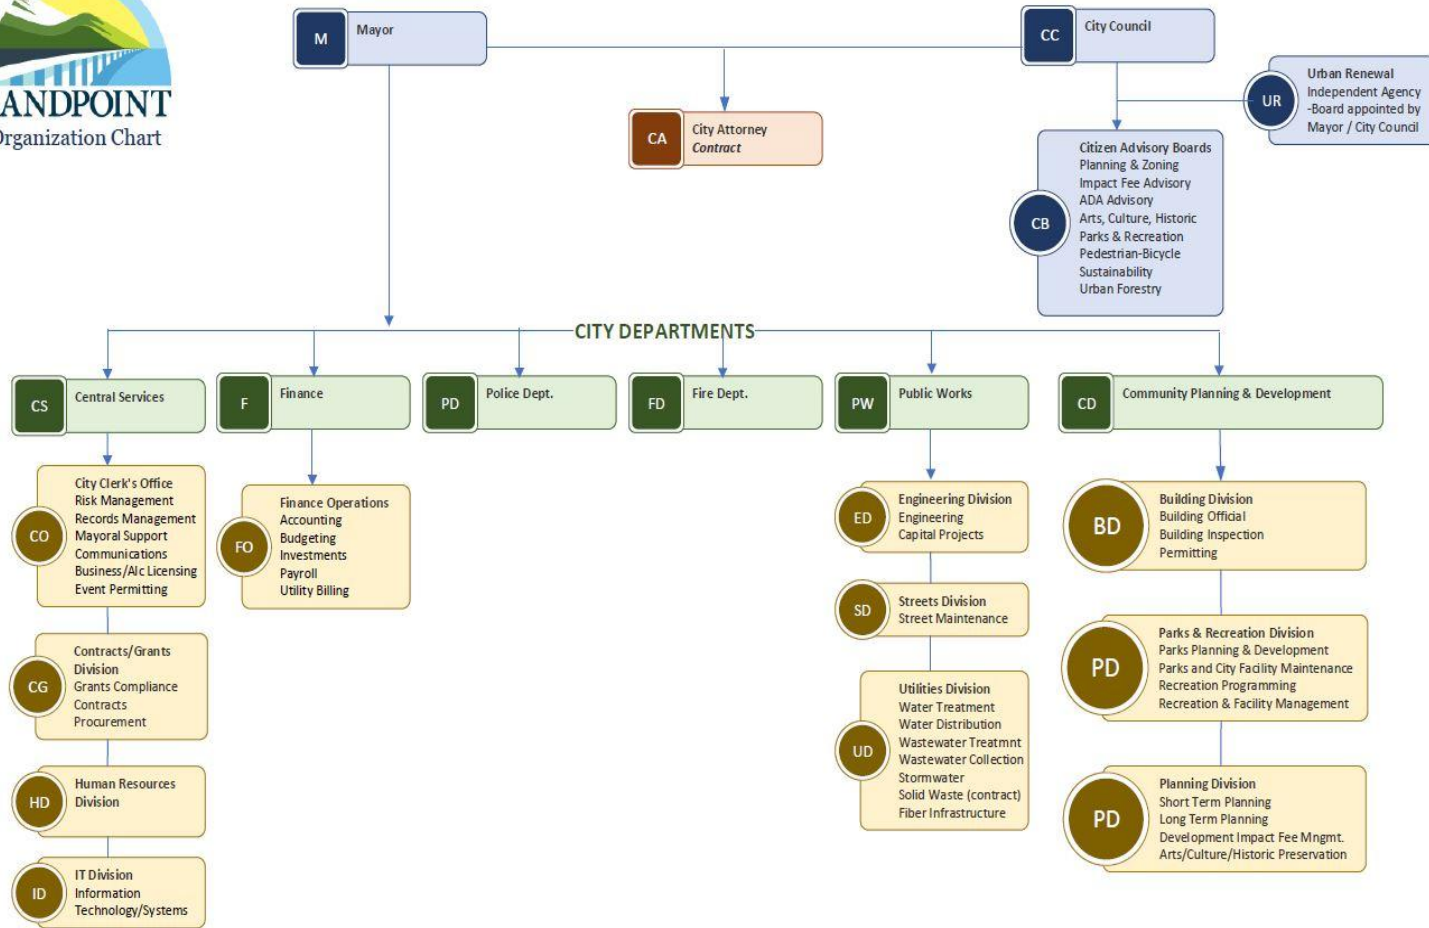 ANDPOINT
Organization Chart
M
Mayor
CC
City Council
CA
City Attorney
Contract
UR
Urban Renewal
Independent Agency
-Board appointed by
Mayor / City Council
CB
Citizen Advisory Boards
Planning & Zoning
Impact Fee Advisory
ADA Advisory
Arts, Culture, Historic
Parks & Recreation
Pedestrian-Bicycle
Sustainability
Urban Forestry
CITY DEPARTMENTS
CS
Central Services
F
Finance
PD
Police Dept.
FD
Fire Dept.
PW
Public Works
CD
Community Planning & Development
CO
City Clerk's Office
Risk Management
Records Management
Mayoral Support
Communications
Business/Alc Licensing
Event Permitting
CG
Contracts/Grants
Division
Grants Compliance
Contracts
Procurement
HD
Human Resources
Division
ID
IT Division
Information
Technology/Systems
FO
Finance Operations
Accounting
Budgeting
Investments
Payroll
Utility Billing
ED
Engineering Division
Engineering
Capital Projects
SD
Streets Division
Street Maintenance
UD
Utilities Division
Water Treatment
Water Distribution
Wastewater Treatmnt
Wastewater Collection
Stormwater
Solid Waste (contract)
Fiber Infrastructure
BD
Building Division
Building Official
Building Inspection
Permitting
PD
Parks & Recreation Division
Parks Planning & Development
Parks and City Facility Maintenance
Recreation Programming
Recreation & Facility Management
PD
Planning Division
Short Term Planning
Long Term Planning
Development Impact Fee Mngmt.
Arts/Culture/Historic Preservation